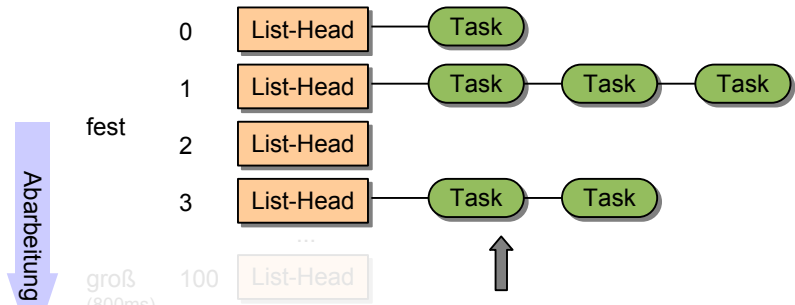 0 List-Head Task
1 List-Head Task Task Task
fest
2 List-Head
3 List-Head Task Task
...
groß 100 List-Head
(800ms)
Abarbeitung